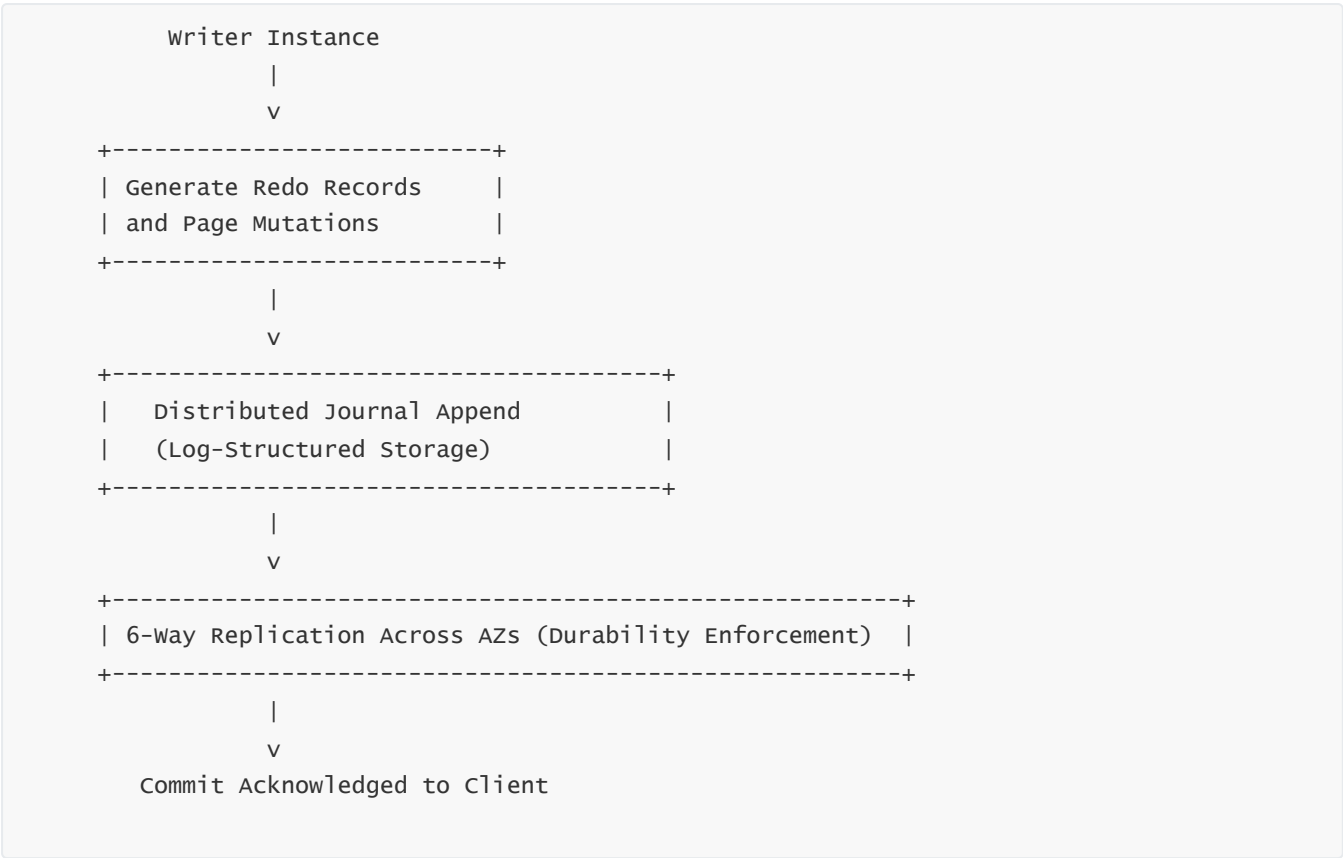 Writer Instance
|
v
+---------------------------+
| Generate Redo Records |
| and Page Mutations |
+---------------------------+
|
v
+---------------------------------------+
| Distributed Journal Append |
| (Log-Structured Storage) |
+---------------------------------------+
|
v
+--------------------------------------------------------+
| 6-Way Replication Across AZs (Durability Enforcement) |
+--------------------------------------------------------+
|
v
Commit Acknowledged to Client